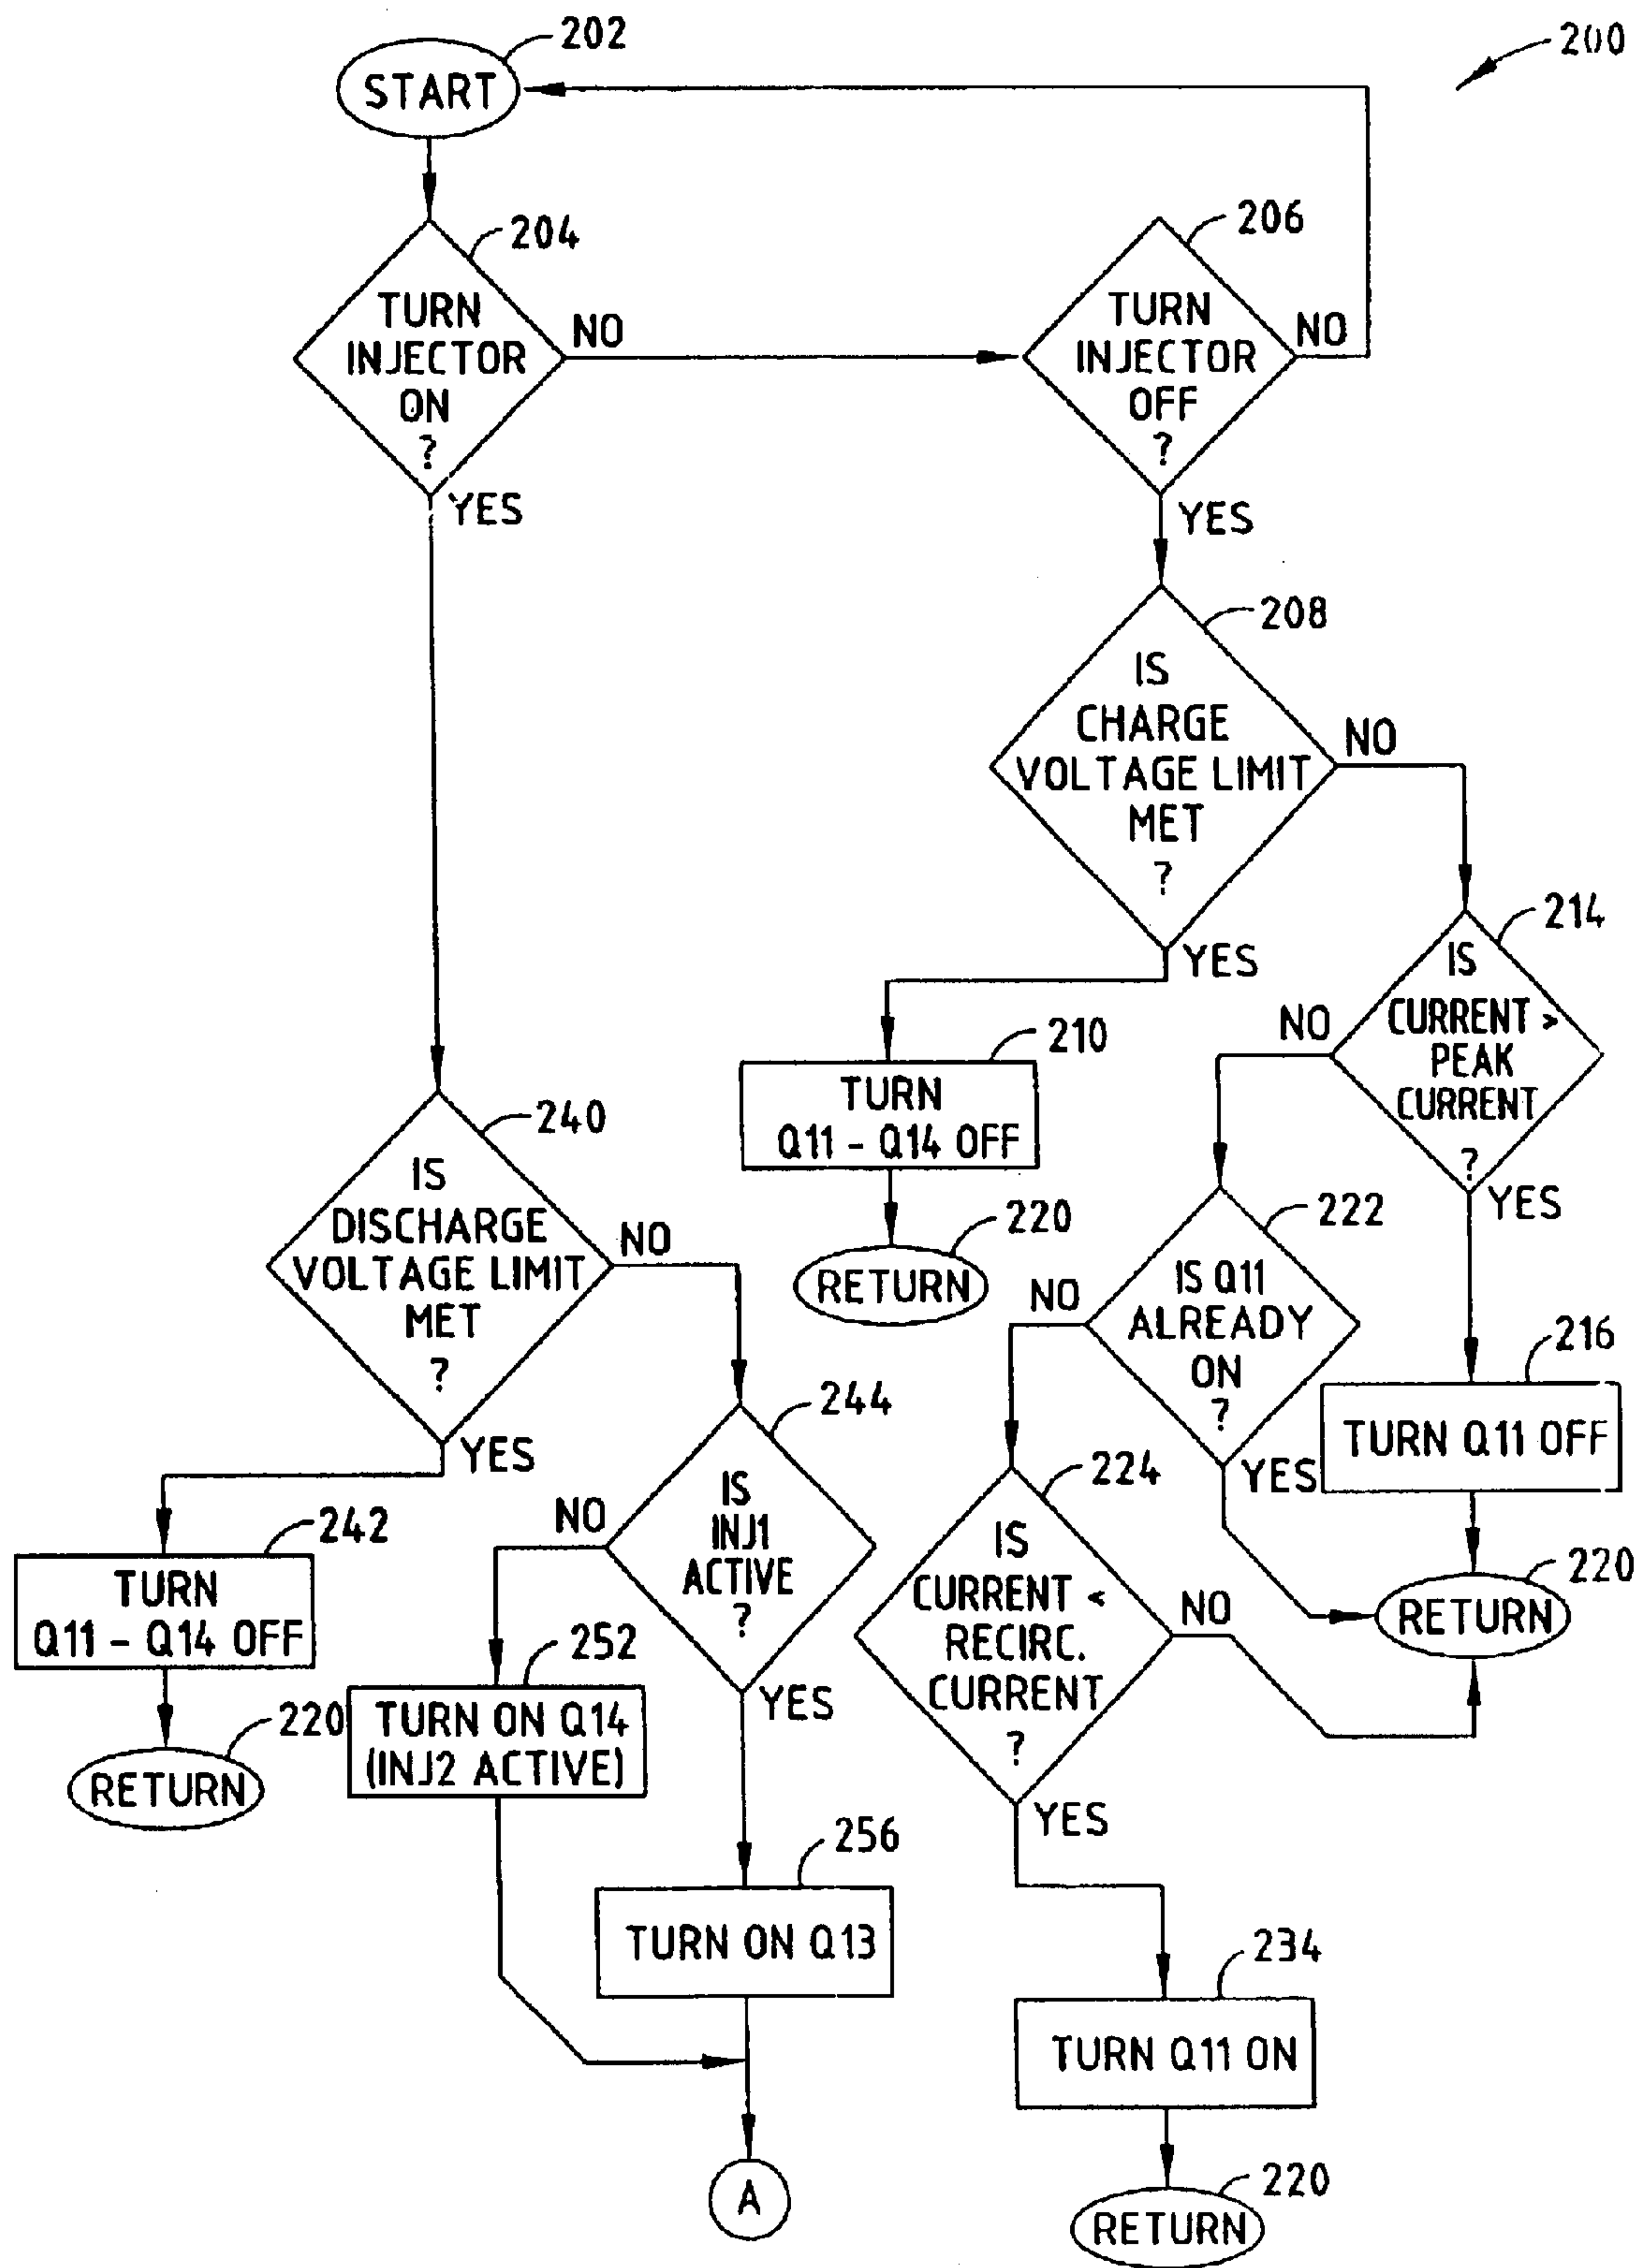 202
START
200
204
TURN
INJECTOR
ON
?
NO
YES
206
TURN
INJECTOR
OFF
?
NO
YES
208
IS
CHARGE
VOLTAGE LIMIT
MET
?
NO
YES
210
TURN
Q11 - Q14 OFF
220
RETURN
214
IS
CURRENT >
PEAK
CURRENT
?
NO
YES
216
TURN Q11 OFF
222
IS Q11
ALREADY
ON
?
NO
YES
220
RETURN
224
IS
CURRENT <
RECIRC.
CURRENT
?
NO
YES
234
TURN Q11 ON
220
RETURN
240
IS
DISCHARGE
VOLTAGE LIMIT
MET
?
NO
YES
242
TURN
Q11 - Q14 OFF
220
RETURN
244
IS
INJ1
ACTIVE
?
NO
YES
252
TURN ON Q14
(INJ2 ACTIVE)
256
TURN ON Q13
A